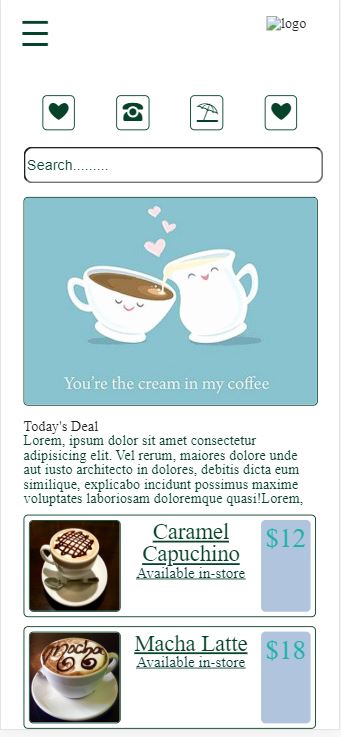 logo
Search.........
You're the cream in my coffee
Today's Deal
Lorem, ipsum dolor sit amet consectetur
adipisicing elit. Vel rerum, maiores dolore unde
aut iusto architecto in dolores, debitis dicta eum
similique, explicabo incidunt possimus maxime
voluptates laboriosam doloremque quasi!Lorem,
Caramel
Capuchino
Available in-store
$12
Mocha
Macha Latte
Available in-store
$18